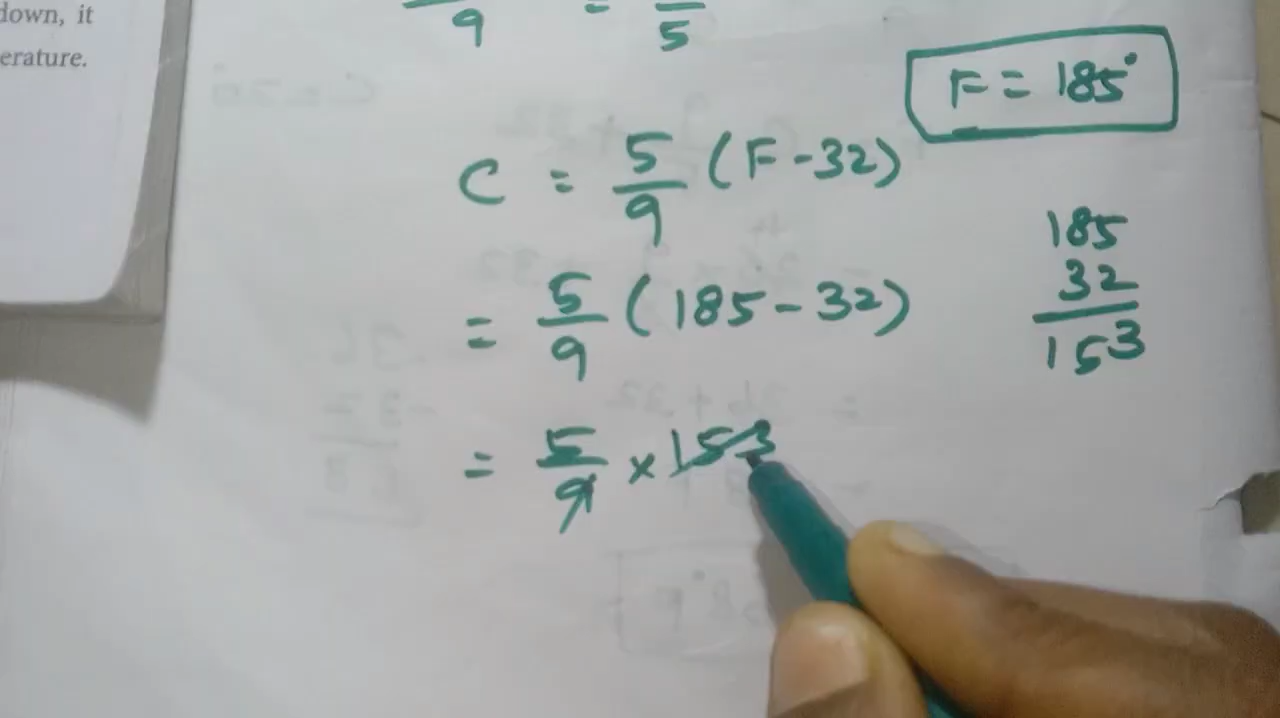 down, it
erature.
9 = 5
F = 185°
C = 5/9 (F - 32)
= 5/9 (185 - 32)
185
32
153
= 5/9 × 153